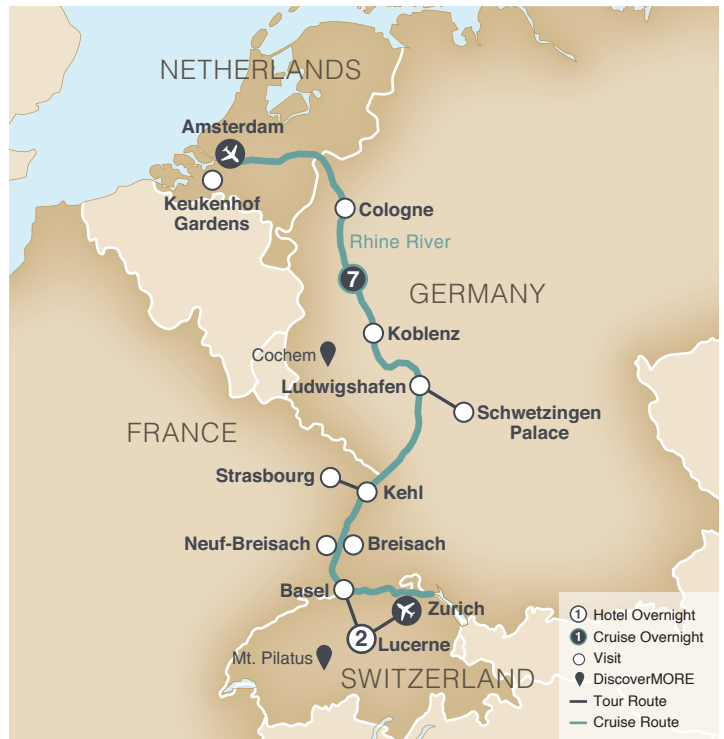 NETHERLANDS
Amsterdam
Keukenhof
Gardens
Cologne
Rhine River
7
GERMANY
Koblenz
Cochem
Ludwigshafen
Schwetzingen
Palace
FRANCE
Strasbourg
Kehl
Neuf-Breisach
Breisach
Basel
Zurich
2
Lucerne
Mt. Pilatus
SWITZERLAND
1 Hotel Overnight
1 Cruise Overnight
Visit
DiscoverMORE
Tour Route
Cruise Route